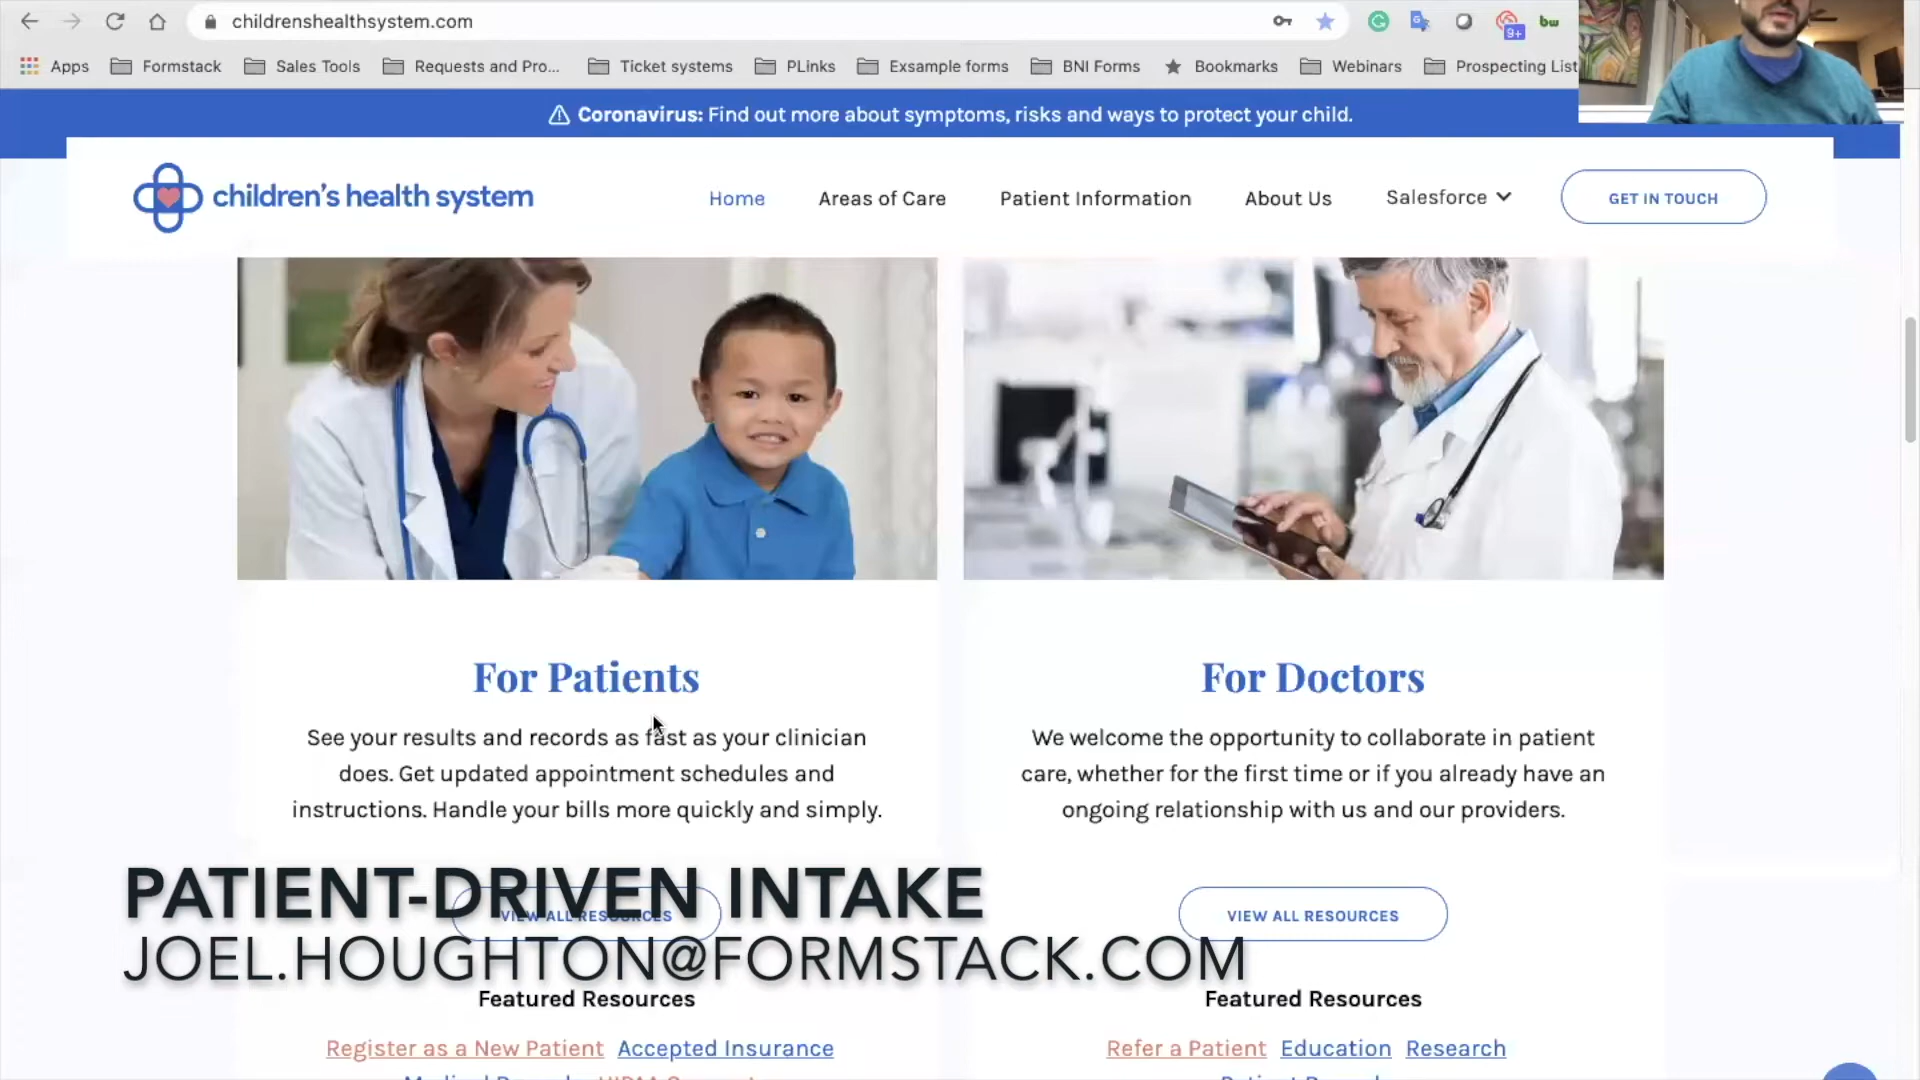 childrenshealthsystem.com
9+
bw
Apps Formstack Sales Tools Requests and Pro... Ticket systems PLinks Exsample forms BNI Forms Bookmarks Webinars Prospecting List
Coronavirus: Find out more about symptoms, risks and ways to protect your child.
children's health system
Home Areas of Care Patient Information About Us Salesforce GET IN TOUCH
For Patients
See your results and records as fast as your clinician
does. Get updated appointment schedules and
instructions. Handle your bills more quickly and simply.
VIEW ALL RESOURCES
Featured Resources
Register as a New Patient Accepted Insurance
For Doctors
We welcome the opportunity to collaborate in patient
care, whether for the first time or if you already have an
ongoing relationship with us and our providers.
VIEW ALL RESOURCES
Featured Resources
Refer a Patient Education Research
PATIENT-DRIVEN INTAKE
JOEL.HOUGHTON@FORMSTACK.COM